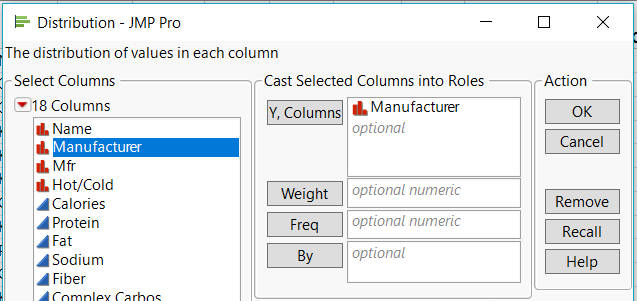 Distribution - JMP Pro
The distribution of values in each column
Select Columns
18 Columns
Name
Manufacturer
Mfr
Hot/Cold
Calories
Protein
Fat
Sodium
Fiber
Complex Carbos
Cast Selected Columns into Roles
Y, Columns
Manufacturer
optional
Weight
optional numeric
Freq
optional numeric
By
optional
Action
OK
Cancel
Remove
Recall
Help